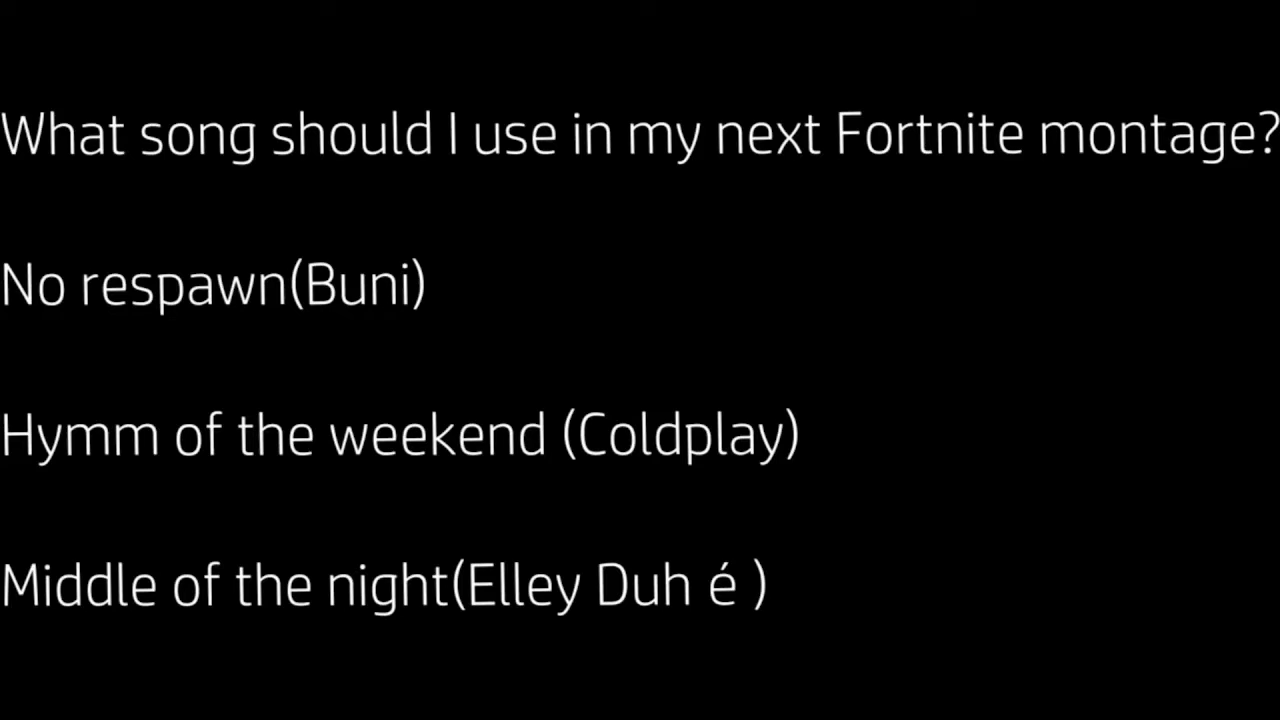 What song should I use in my next Fortnite montage?
No respawn(Buni)
Hymm of the weekend (Coldplay)
Middle of the night(Elley Duh é )